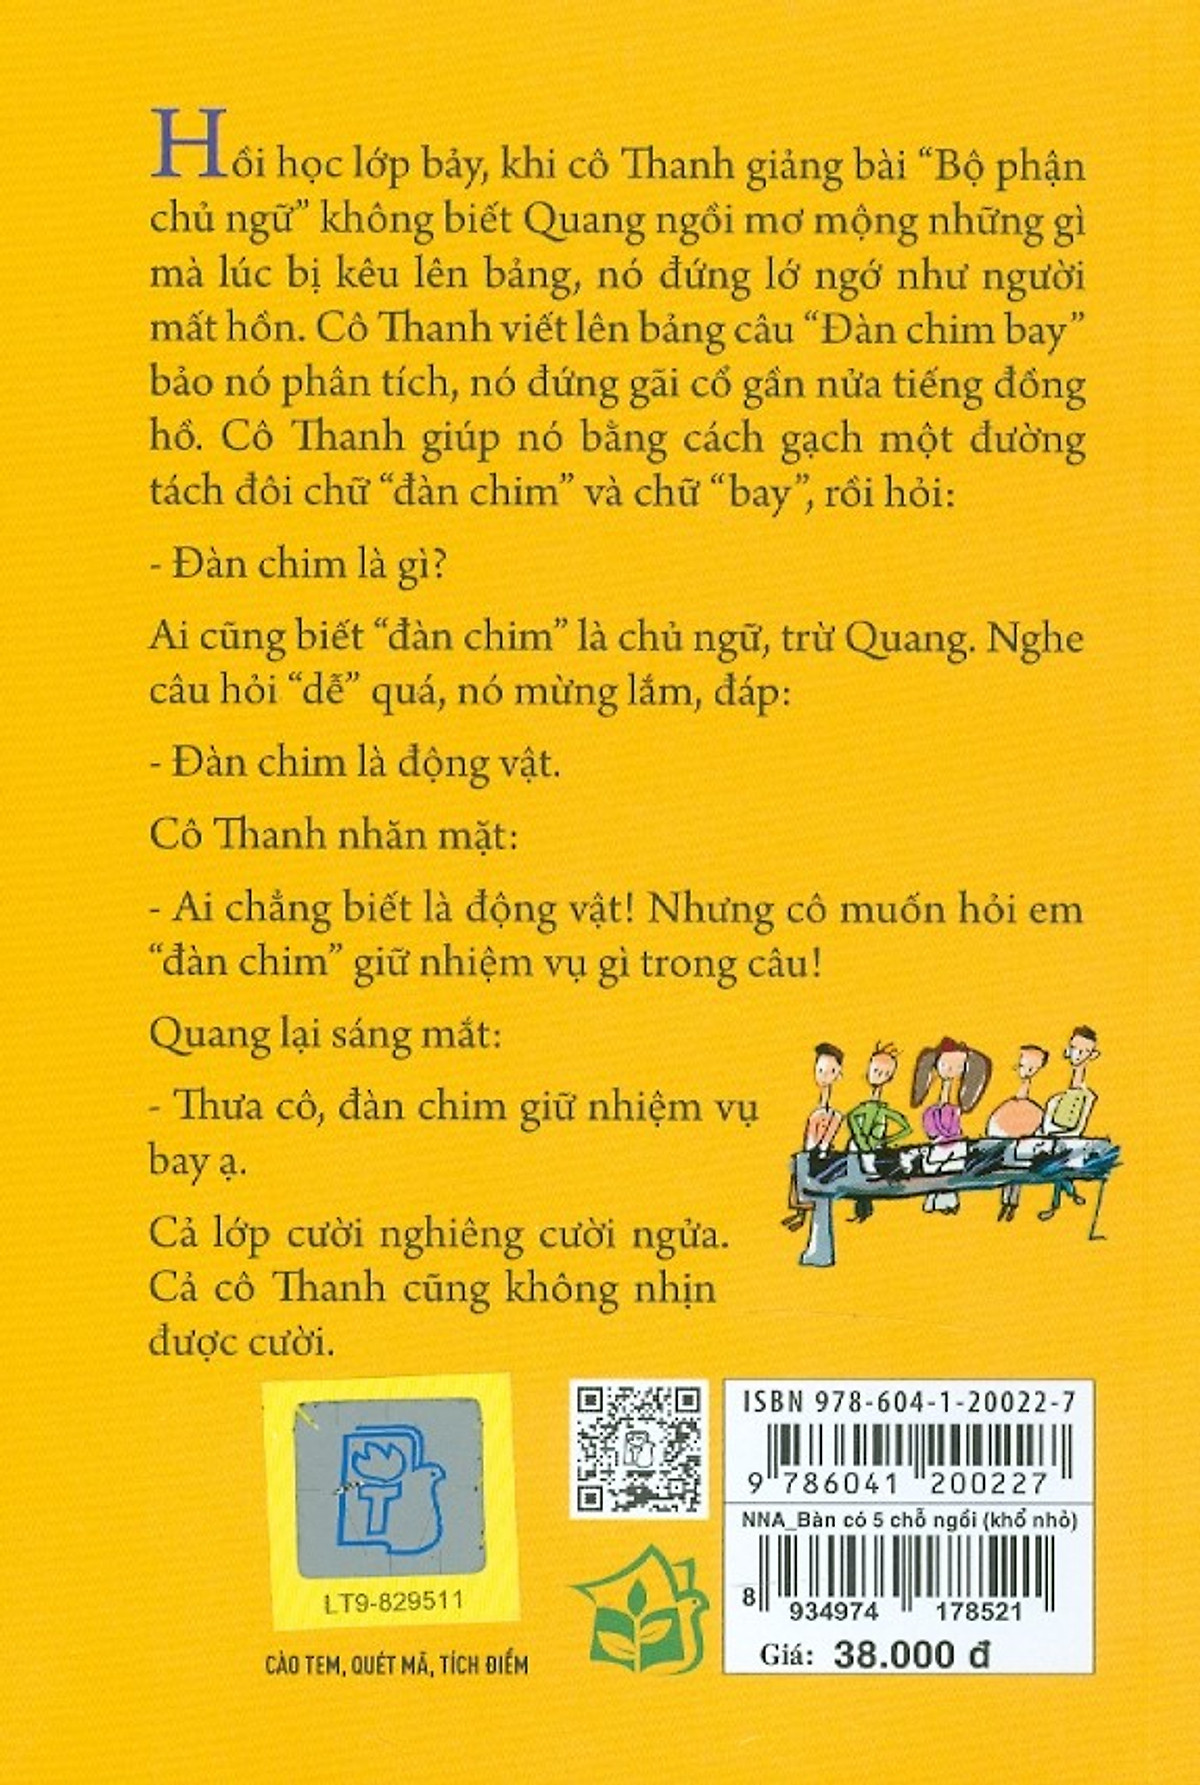 Hồi học lớp bảy, khi cô Thanh giảng bài “Bộ phận
chủ ngữ” không biết Quang ngồi mơ mộng những gì
mà lúc bị kêu lên bảng, nó đứng lớ ngớ như người
mất hồn. Cô Thanh viết lên bảng câu “Đàn chim bay”
bảo nó phân tích, nó đứng gãi cổ gần nửa tiếng đồng
hồ. Cô Thanh giúp nó bằng cách gạch một đường
tách đôi chữ “đàn chim” và chữ “bay”, rồi hỏi:
- Đàn chim là gì?
Ai cũng biết “đàn chim” là chủ ngữ, trừ Quang. Nghe
câu hỏi “dễ” quá, nó mừng lắm, đáp:
- Đàn chim là động vật.
Cô Thanh nhăn mặt:
- Ai chẳng biết là động vật! Nhưng cô muốn hỏi em
“đàn chim” giữ nhiệm vụ gì trong câu!
Quang lại sáng mắt:
- Thưa cô, đàn chim giữ nhiệm vụ
bay ạ.
Cả lớp cười nghiêng cười ngửa.
Cả cô Thanh cũng không nhịn
được cười.
T
LT9-829511
CÀO TEM, QUÉT MÃ, TÍCH ĐIỂM
ISBN 978-604-1-20022-7
9 786041 200227
NNA_Bàn có 5 chỗ ngồi (khổ nhỏ)
8 934974 178521
Giá: 38.000 đ